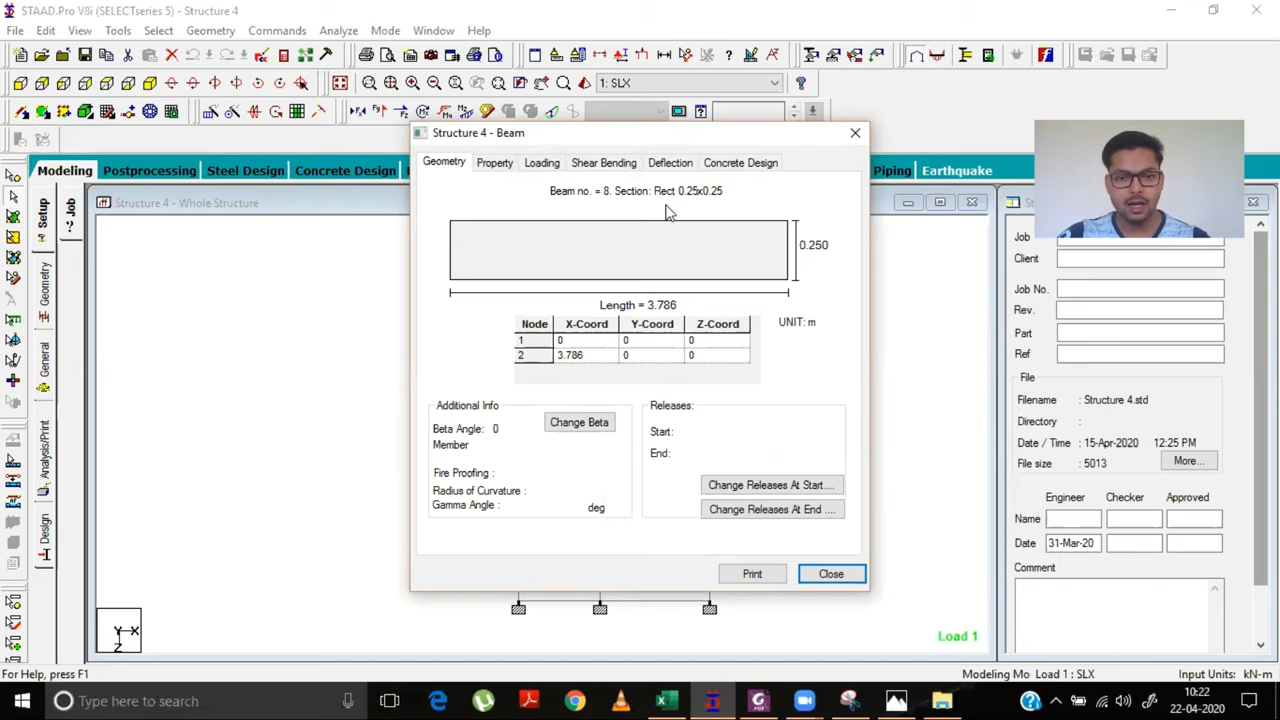 STAAD.Pro V8i (SELECTseries 5) - Structure 4
File Edit View Tools Select Geometry Commands Analyze Mode Window Help
1: SLX
Modeling Postprocessing Steel Design Concrete Design Piping Earthquake
Structure 4 - Whole Structure
Setup
Job
Geometry
General
Analysis/Print
Design
Structure 4 - Beam
Geometry Property Loading Shear Bending Deflection Concrete Design
Beam no. = 8. Section: Rect 0.25x0.25
0.250
Length = 3.786
UNIT: m
Node X-Coord Y-Coord Z-Coord
1 0 0 0
2 3.786 0 0
Additional Info
Beta Angle: 0
Change Beta
Member
Fire Proofing :
Radius of Curvature :
Gamma Angle : deg
Releases:
Start:
End:
Change Releases At Start....
Change Releases At End ....
Print Close
Job
Client
Job No.
Rev.
Part
Ref
File
Filename : Structure 4.std
Directory :
Date / Time : 15-Apr-2020 12:25 PM
File size : 5013 More...
Engineer Checker Approved
Name
Date 31-Mar-20
Comment
Y X
Z
Load 1
For Help, press F1
Modeling Mo Load 1 : SLX Input Units: kN-m
Type here to search
10:22
22-04-2020